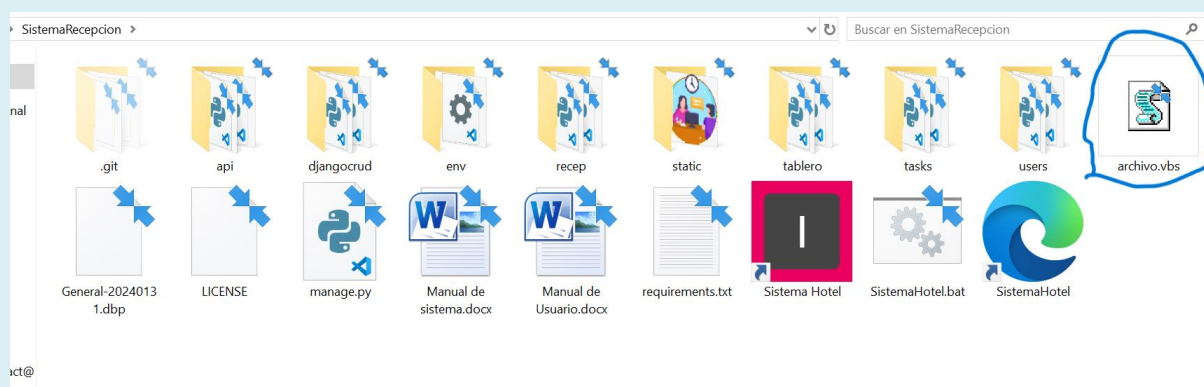 SistemaRecepcion
Buscar en SistemaRecepcion
nal
.git
api
djangocrud
env
recep
static
tablero
tasks
users
archivo.vbs
General-2024013
1.dbp
LICENSE
manage.py
Manual de
sistema.docx
Manual de
Usuario.docx
requirements.txt
Sistema Hotel
SistemaHotel.bat
SistemaHotel
act@